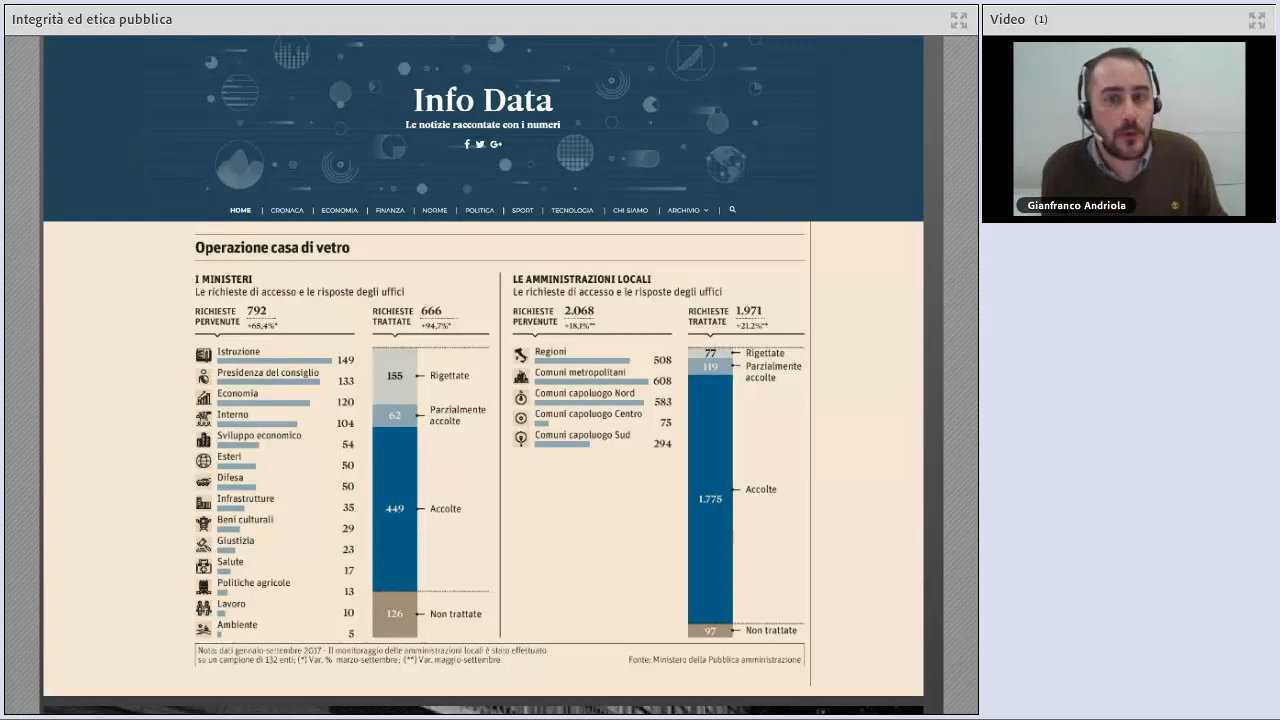 Integrità ed etica pubblica
Video (1)
Gianfranco Andriola
Info Data
Le notizie raccontate con i numeri
HOME | CRONACA | ECONOMIA | FINANZA | NORME | POLITICA | SPORT | TECNOLOGIA | CHI SIAMO | ARCHIVIO
Operazione casa di vetro
I MINISTERI
Le richieste di accesso e le risposte degli uffici
RICHIESTE PERVENUTE 792
+65,4%*
RICHIESTE TRATTATE 666
+94,7%*
Istruzione 149
Presidenza del consiglio 133
Economia 120
Interno 104
Sviluppo economico 54
Esteri 50
Difesa 50
Infrastrutture 35
Beni culturali 29
Giustizia 23
Salute 17
Politiche agricole 13
Lavoro 10
Ambiente 5
155 Rigettate
62 Parzialmente accolte
449 Accolte
126 Non trattate
LE AMMINISTRAZIONI LOCALI
Le richieste di accesso e le risposte degli uffici
RICHIESTE PERVENUTE 2.068
+18,1%**
RICHIESTE TRATTATE 1.971
+21,2%**
Regioni 508
Comuni metropolitani 608
Comuni capoluogo Nord 583
Comuni capoluogo Centro 75
Comuni capoluogo Sud 294
77 Rigettate
119 Parzialmente accolte
1.775 Accolte
97 Non trattate
Nota: dati gennaio-settembre 2017 - Il monitoraggio delle amministrazioni locali è stato effettuato
su un campione di 132 enti; (*) Var. % marzo-settembre; (**) Var. maggio-settembre
Fonte: Ministero della Pubblica amministrazione